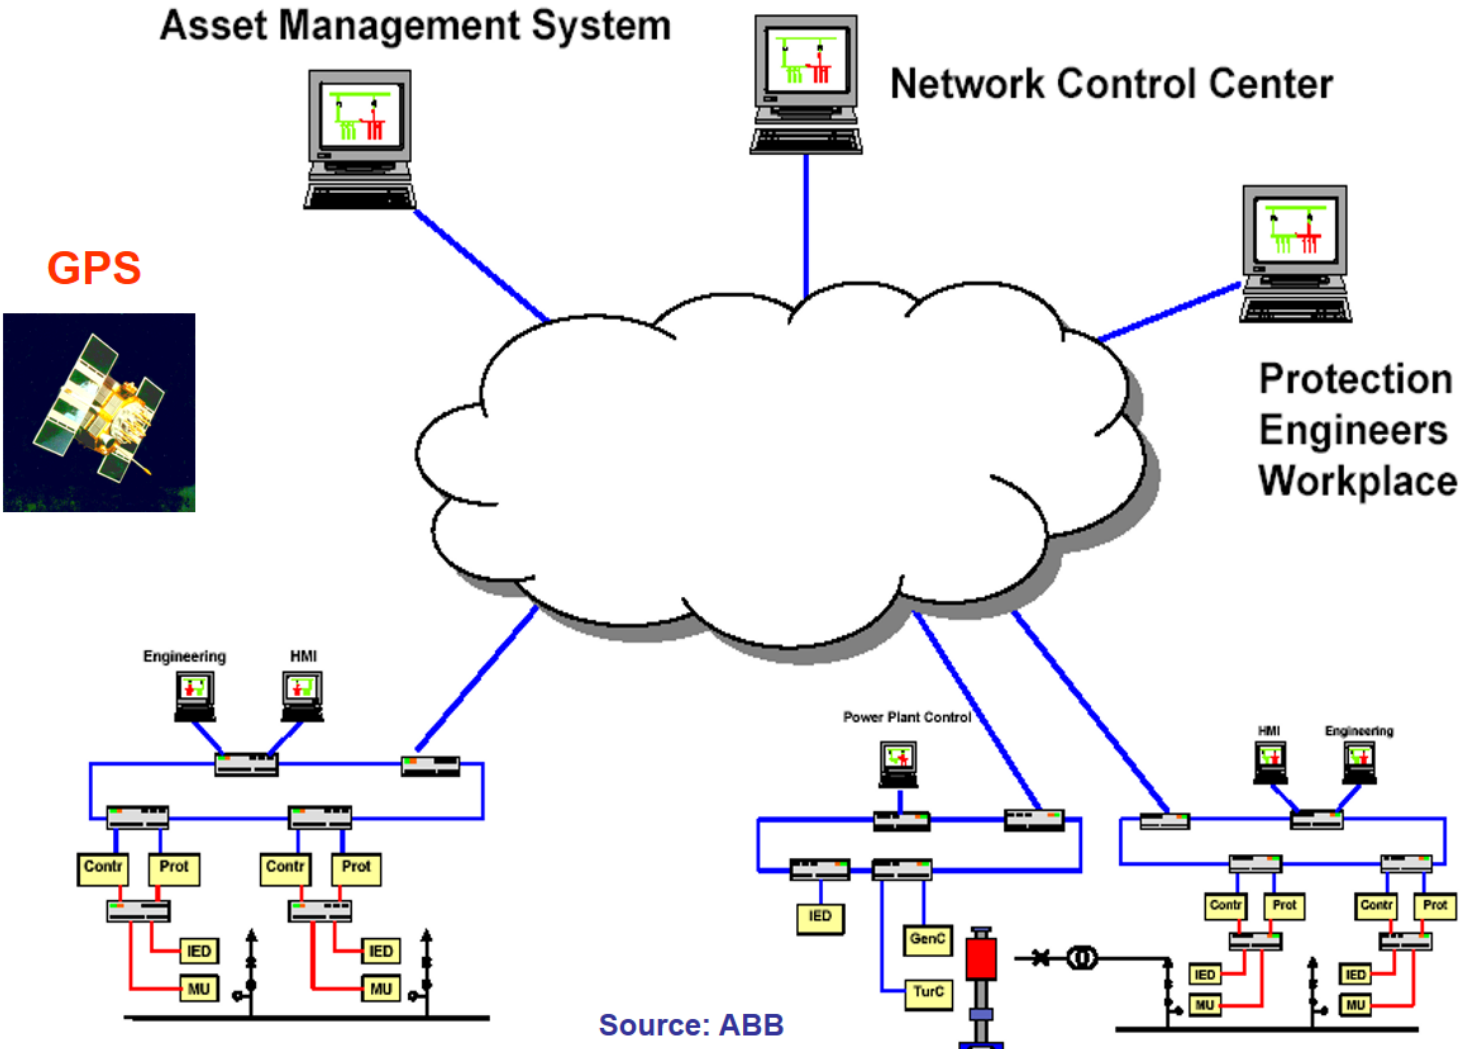 Asset Management System
Network Control Center
GPS
Protection
Engineers
Workplace
Engineering
HMI
Power Plant Control
HMI
Engineering
Contr
Prot
Contr
Prot
IED
MU
IED
MU
IED
GenC
TurC
Contr
Prot
Contr
Prot
IED
MU
IED
MU
Source: ABB